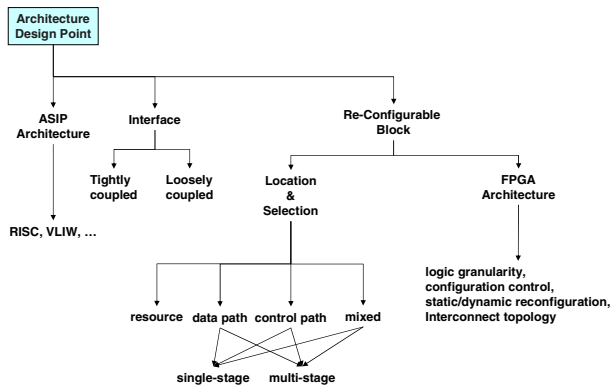 Architecture
Design Point
ASIP
Architecture
Interface
Re-Configurable
Block
Tightly
coupled
Loosely
coupled
Location
&
Selection
FPGA
Architecture
RISC, VLIW, ...
logic granularity,
configuration control,
static/dynamic reconfiguration,
Interconnect topology
resource
data path
control path
mixed
single-stage
multi-stage